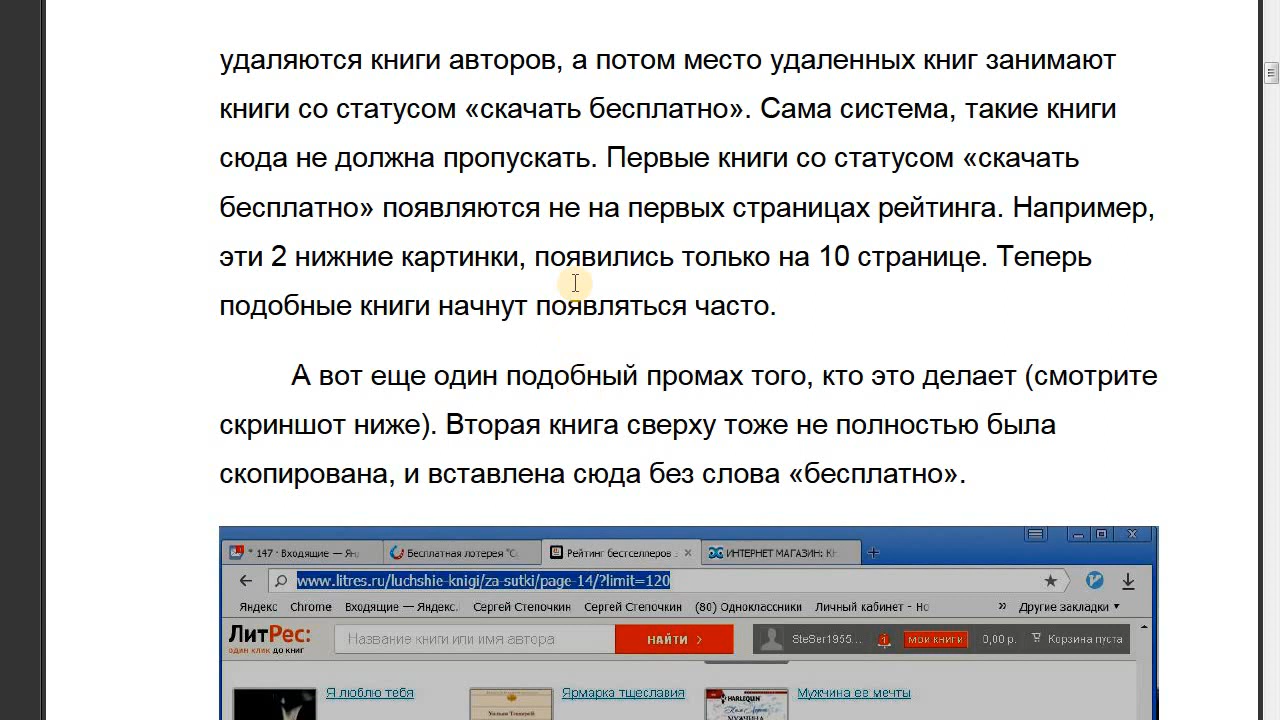 удаляются книги авторов, а потом место удаленных книг занимают
книги со статусом «скачать бесплатно». Сама система, такие книги
сюда не должна пропускать. Первые книги со статусом «скачать
бесплатно» появляются не на первых страницах рейтинга. Например,
эти 2 нижние картинки, появились только на 10 странице. Теперь
подобные книги начнут появляться часто.
А вот еще один подобный промах того, кто это делает (смотрите
скриншот ниже). Вторая книга сверху тоже не полностью была
скопирована, и вставлена сюда без слова «бесплатно».
* 147 · Входящие — Ян
Бесплатная лотерея "Се
Рейтинг бестселлеров
ИНТЕРНЕТ МАГАЗИН: КН
www.litres.ru/luchshie-knigi/za-sutki/page-14/?limit=120
Яндекс Chrome Входящие — Яндекс. Сергей Степочкин Сергей Степочкин (80) Одноклассники Личный кабинет - Но » Другие закладки
ЛитРес:
один клик до книг
Название книги или имя автора
НАЙТИ
SteSer1955...
МОИ КНИГИ
0,00 р.
Корзина пуста
Я люблю тебя
Ярмарка тщеславия
Мужчина ее мечты
Уильям Теккерей
HARLEQUIN
МУЖЧИНА